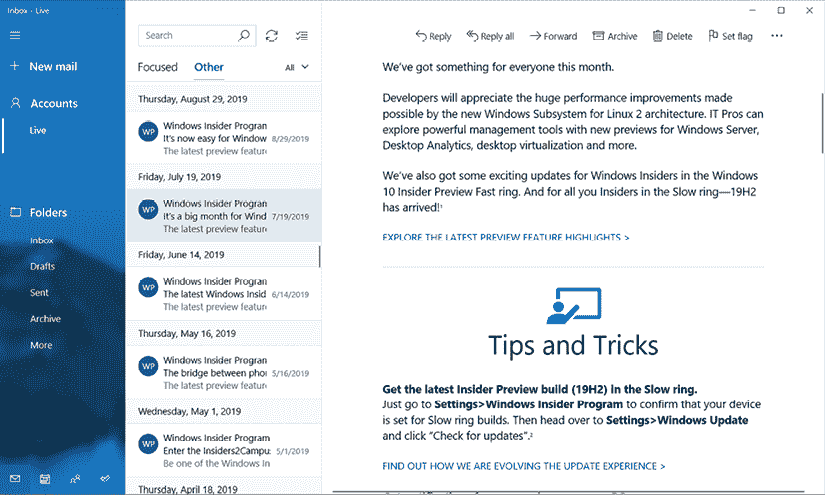 Inbox - Live
New mail
Accounts
Live
Folders
Inbox
Drafts
Sent
Archive
More
Search
Focused Other All
Thursday, August 29, 2019
WP
Windows Insider Program
It's now easy for Window 8/29/2019
The latest preview featur
Friday, July 19, 2019
WP
Windows Insider Program
It's a big month for Wind 7/19/2019
The latest preview featur
Friday, June 14, 2019
WP
Windows Insider Program
The latest Windows Insid 6/14/2019
The latest preview featur
Thursday, May 16, 2019
WP
Windows Insider Program
The bridge between pho 5/16/2019
The latest preview featur
Wednesday, May 1, 2019
WP
Windows Insider Program
Enter the Insiders2Campu 5/1/2019
Be one of the Windows In
Thursday, April 18, 2019
Reply Reply all Forward Archive Delete Set flag
We've got something for everyone this month.
Developers will appreciate the huge performance improvements made
possible by the new Windows Subsystem for Linux 2 architecture. IT Pros can
explore powerful management tools with new previews for Windows Server,
Desktop Analytics, desktop virtualization and more.
We've also got some exciting updates for Windows Insiders in the Windows
10 Insider Preview Fast ring. And for all you Insiders in the Slow ring—19H2
has arrived!¹
EXPLORE THE LATEST PREVIEW FEATURE HIGHLIGHTS >
Tips and Tricks
Get the latest Insider Preview build (19H2) in the Slow ring.
Just go to Settings>Windows Insider Program to confirm that your device
is set for Slow ring builds. Then head over to Settings>Windows Update
and click "Check for updates".²
FIND OUT HOW WE ARE EVOLVING THE UPDATE EXPERIENCE >